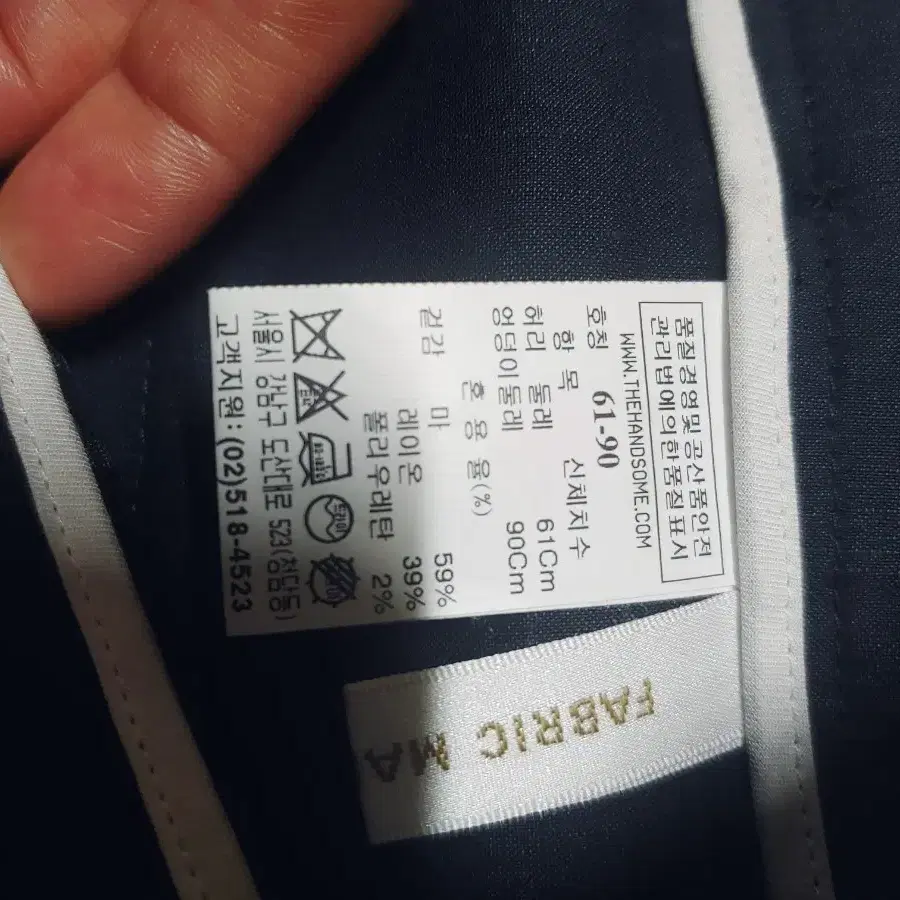 품질경영및공산품안전
관리법에의한품질표시
WWW.THEHANDSOME.COM
호칭 61-90
항 목 신체치수
허리 둘레 61Cm
엉덩이둘레 90Cm
혼 용 율(%)
겉감 마 59%
레이온 39%
폴리우레탄 2%
드라이
서울시 강남구 도산대로 523(청담동)
고객지원: (02)518-4523
FABRIC MA